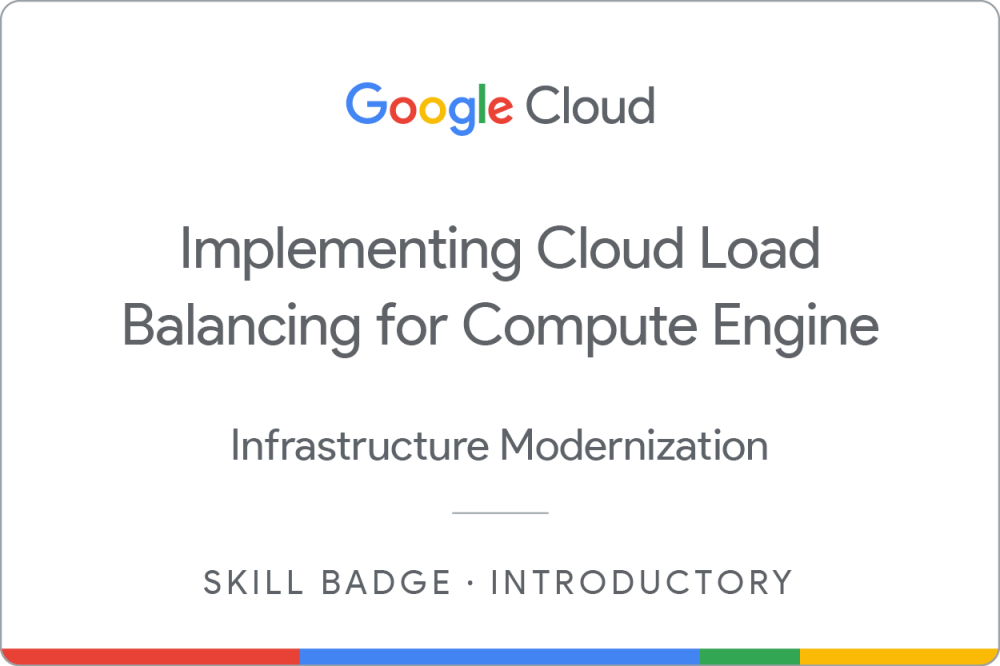 Google Cloud
Implementing Cloud Load
Balancing for Compute Engine
Infrastructure Modernization
SKILL BADGE · INTRODUCTORY